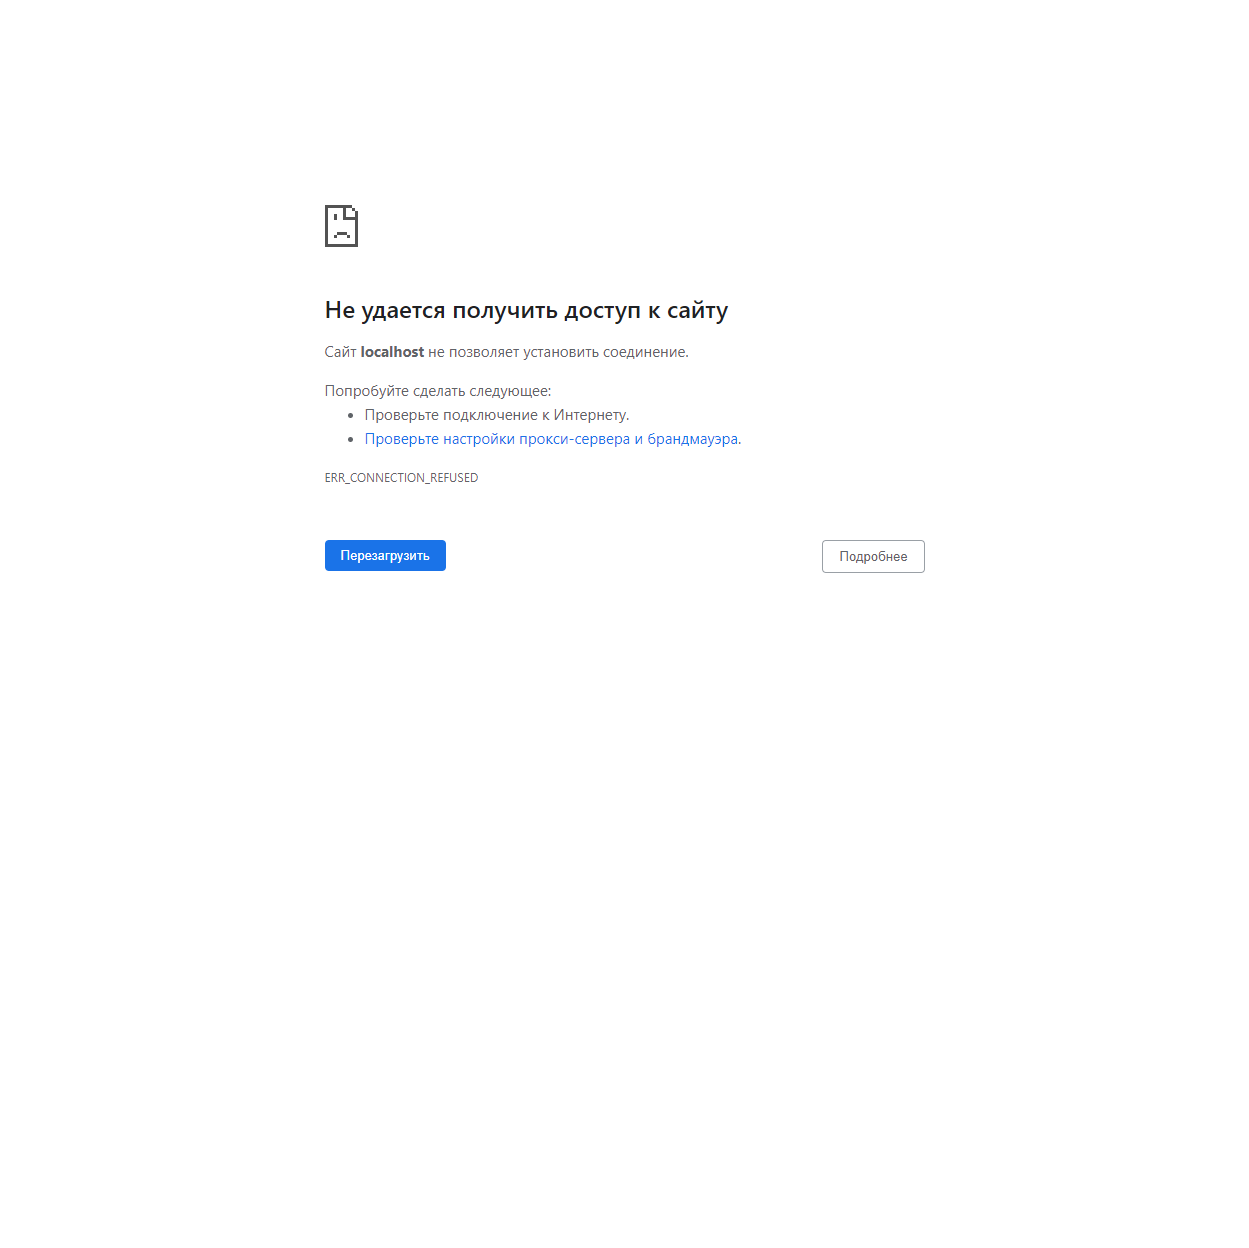 Не удается получить доступ к сайту
Сайт localhost не позволяет установить соединение.
Попробуйте сделать следующее:
Проверьте подключение к Интернету.
Проверьте настройки прокси-сервера и брандмауэра.
ERR_CONNECTION_REFUSED
Перезагрузить
Подробнее